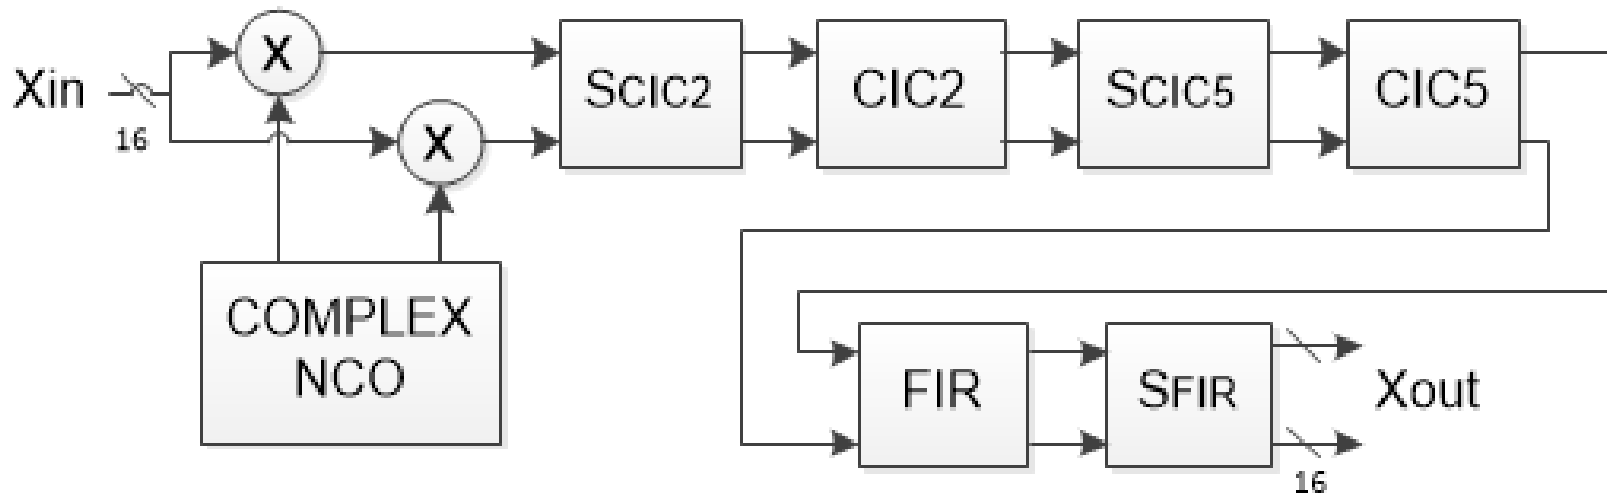 Xin
16
X
X
SCIC2
CIC2
SCIC5
CIC5
COMPLEX
NCO
FIR
SFIR
Xout
16